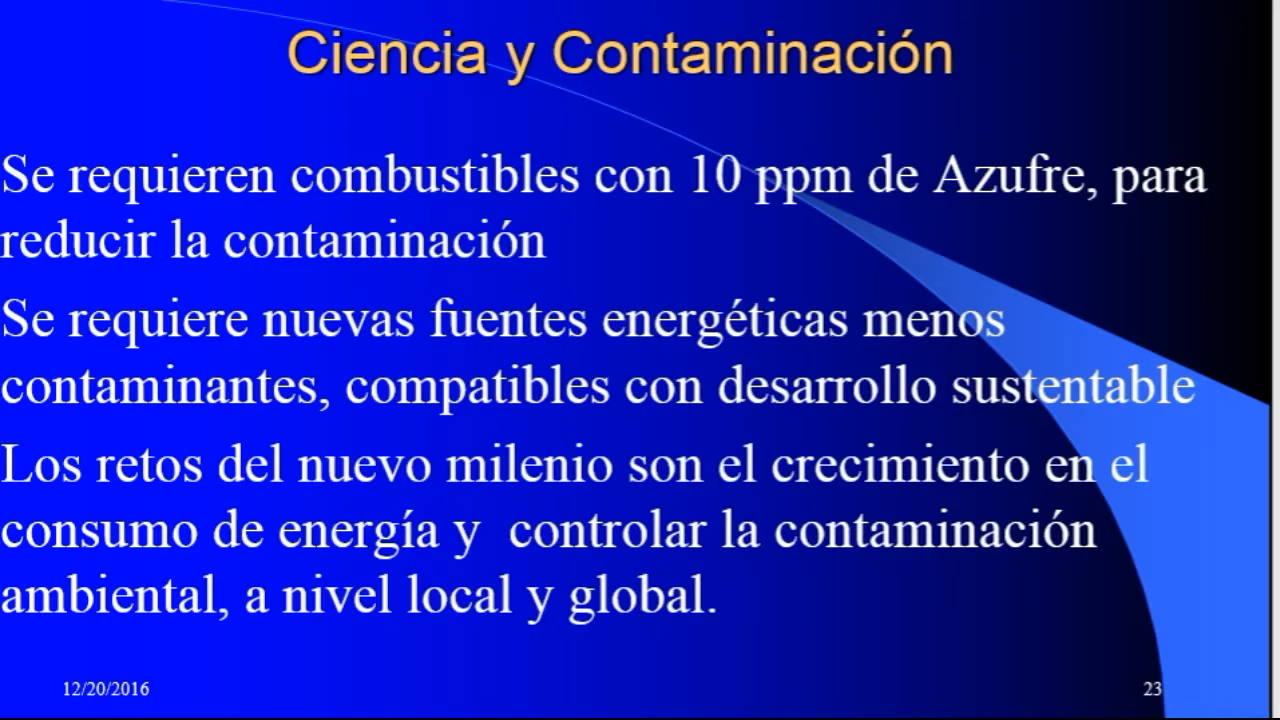 Ciencia y Contaminación
Se requieren combustibles con 10 ppm de Azufre, para
reducir la contaminación
Se requiere nuevas fuentes energéticas menos
contaminantes, compatibles con desarrollo sustentable
Los retos del nuevo milenio son el crecimiento en el
consumo de energía y  controlar la contaminación
ambiental, a nivel local y global.
12/20/2016
23